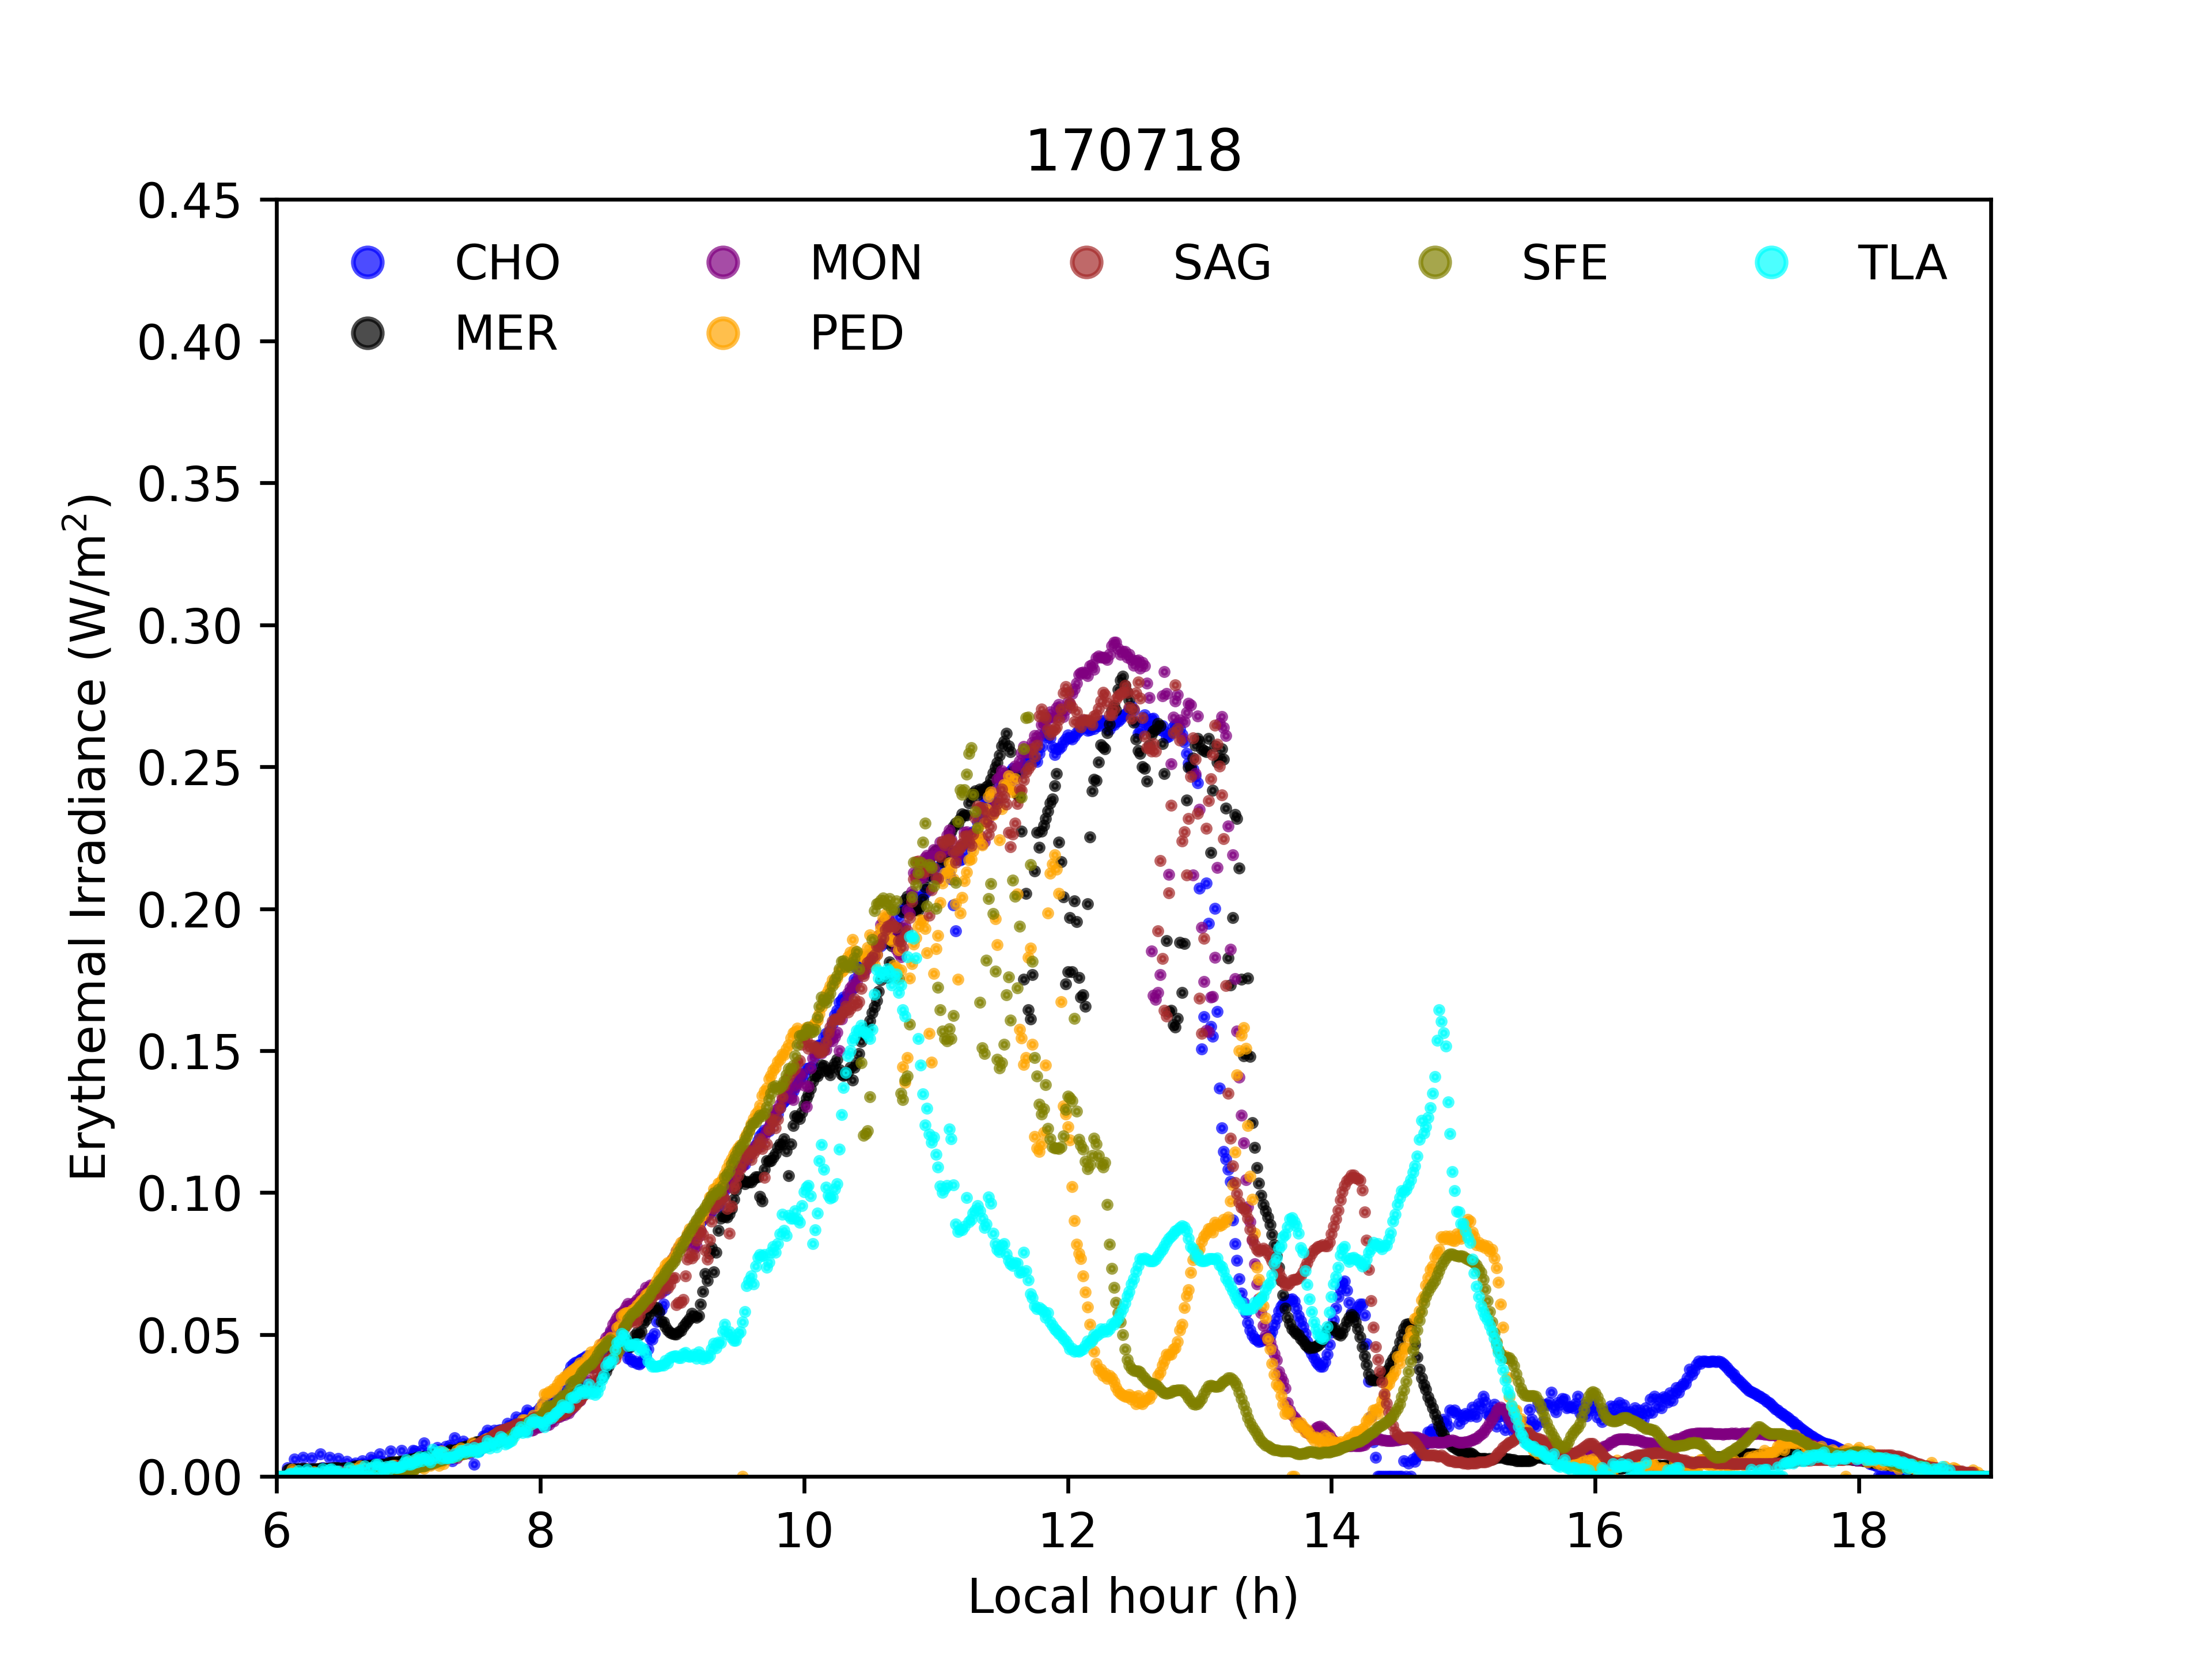 170718
0.45
0.40
0.35
0.30
0.25
0.20
0.15
0.10
0.05
0.00
Erythemal Irradiance (W/m²)
CHO MON SAG SFE TLA
MER PED
6 8 10 12 14 16 18
Local hour (h)